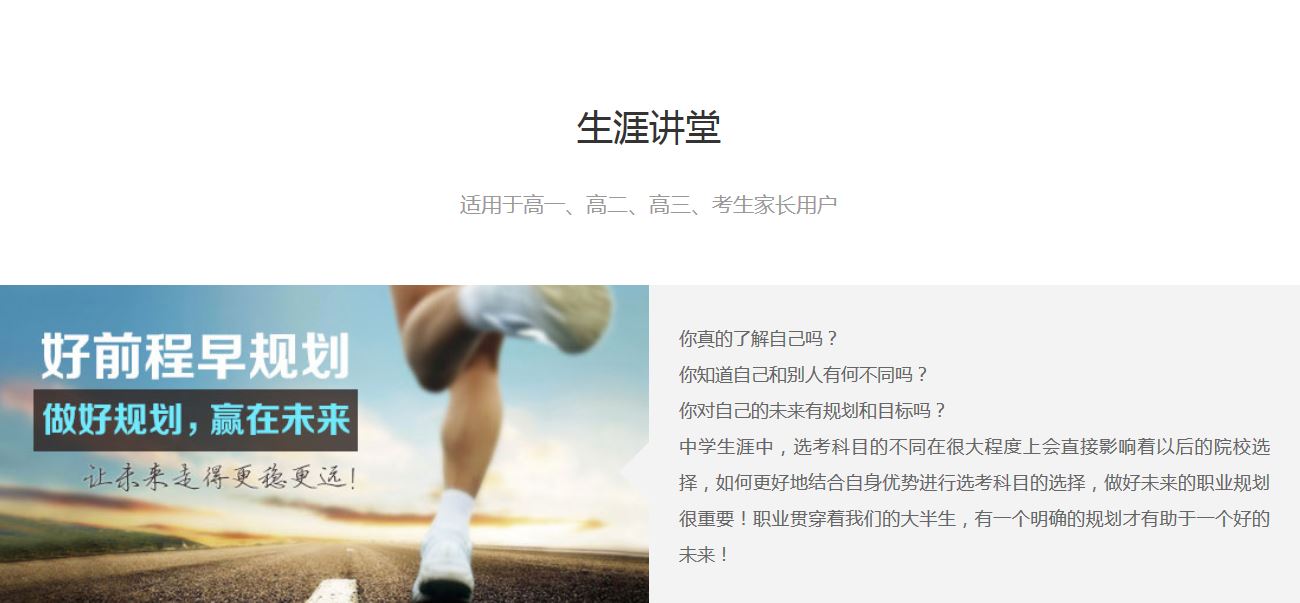 生涯讲堂
适用于高一、高二、高三、考生家长用户
好前程早规划
做好规划，赢在未来
让未来走得更稳更远！
你真的了解自己吗？
你知道自己和别人有何不同吗？
你对自己的未来有规划和目标吗？
中学生涯中，选考科目的不同在很大程度上会直接影响着以后的院校选
择，如何更好地结合自身优势进行选考科目的选择，做好未来的职业规划
很重要！职业贯穿着我们的大半生，有一个明确的规划才有助于一个好的
未来！